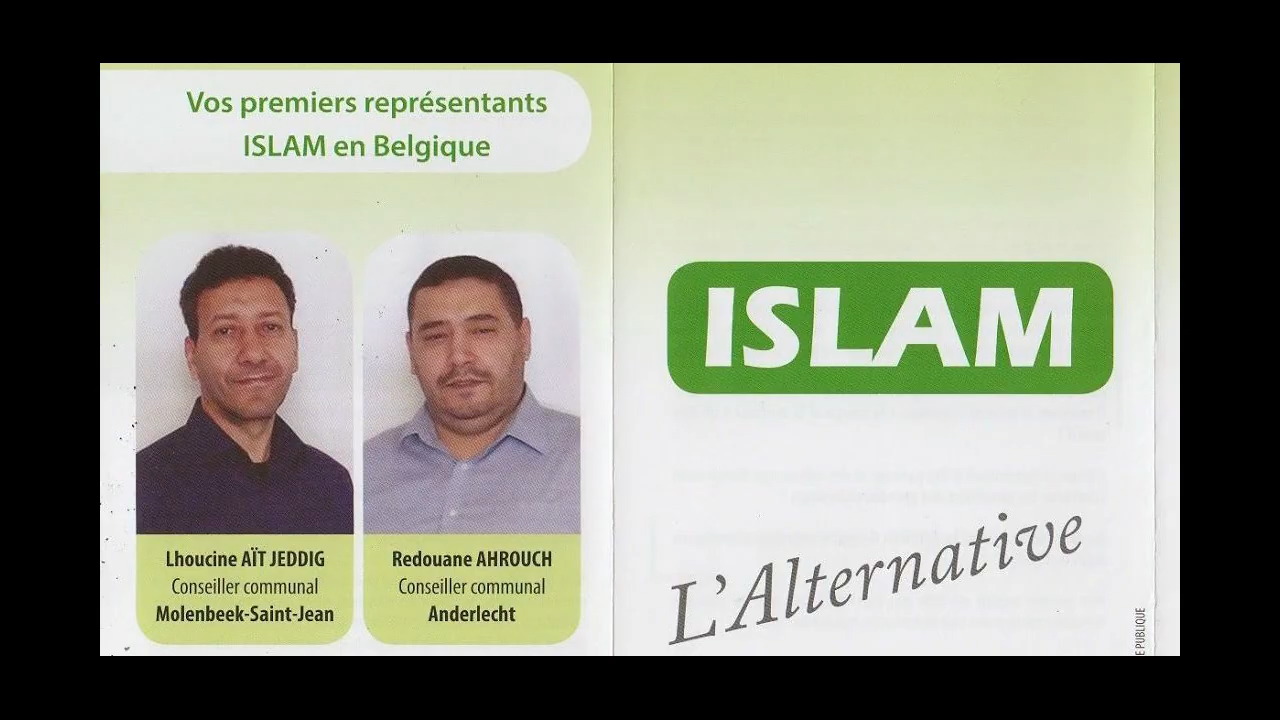 Vos premiers représentants
ISLAM en Belgique
Lhoucine AÏT JEDDIG
Conseiller communal
Molenbeek-Saint-Jean
Redouane AHROUCH
Conseiller communal
Anderlecht
ISLAM
L'Alternative
E PUBLIQUE